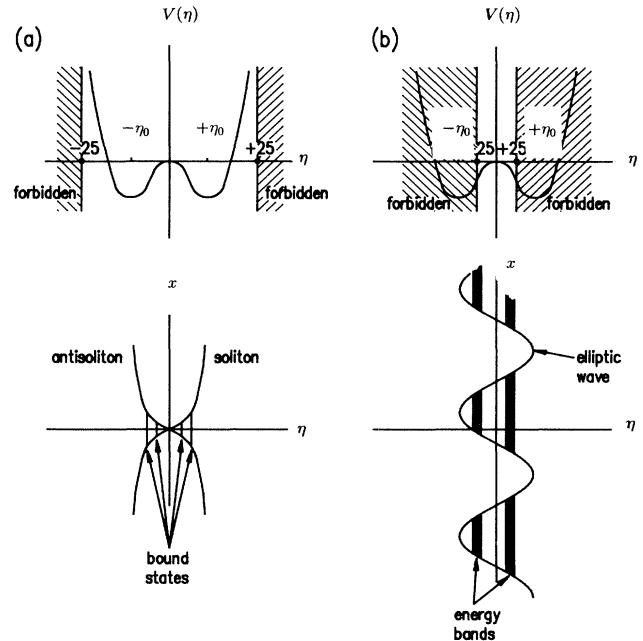 (a)
V(η)
−η₀
+η₀
−25
+25
η
forbidden
forbidden
(b)
V(η)
−η₀
+η₀
25
+25
η
forbidden
forbidden
x
antisoliton
soliton
η
bound
states
x
elliptic
wave
η
energy
bands